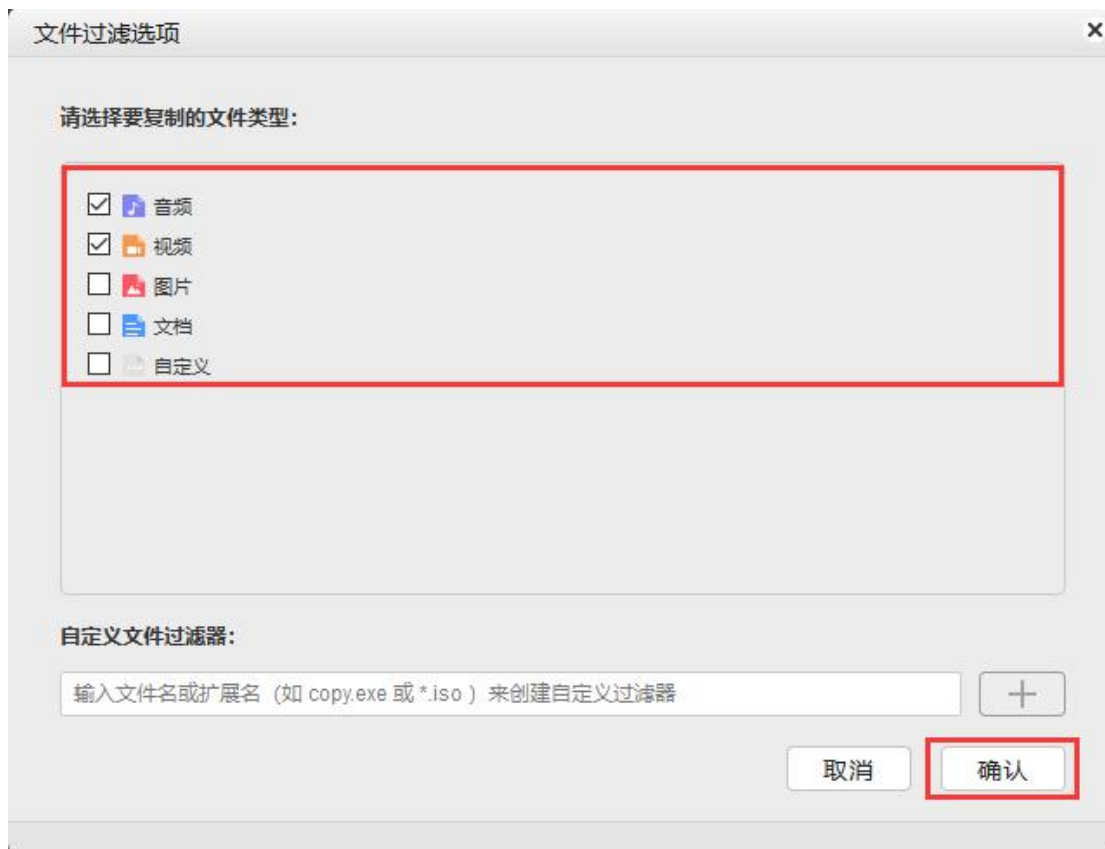 文件过滤选项
请选择要复制的文件类型：
音频
视频
图片
文档
自定义
自定义文件过滤器：
输入文件名或扩展名（如 copy.exe 或 *.iso ）来创建自定义过滤器
取消
确认